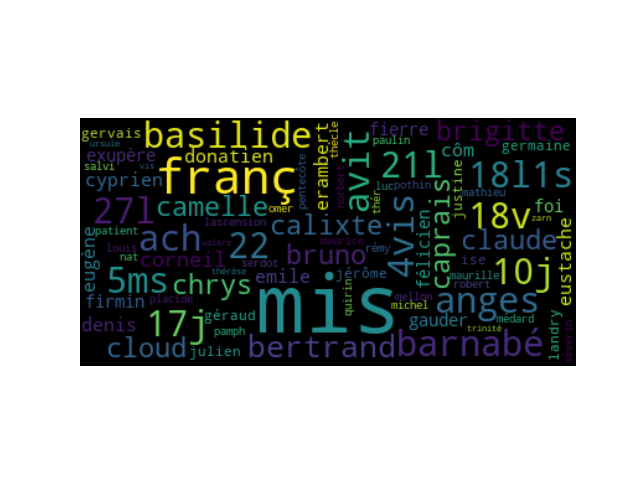 gervais basilide erambert thècle avit fierre brigitte
ursule paulin côm germaine
exupère donatien pentecôte norbert 21l justine 18l1s
salvi vis franç luc pothin mathieu
cyprien thér caprais
27l camelle omer 4vis félicien 18v foi zarn
patient lascension calixte claude eustache
eugène ach 22 bruno maurice rémy
louis nat corneil valère serdot ise
5ms chrys thérèse emile jérôme maurille 10j
firmin placide mis quirin mellon robert anges
denis 17j géraud michel gauder médard
pamph trinité landry séverin
cloud julien bertrand barnabé